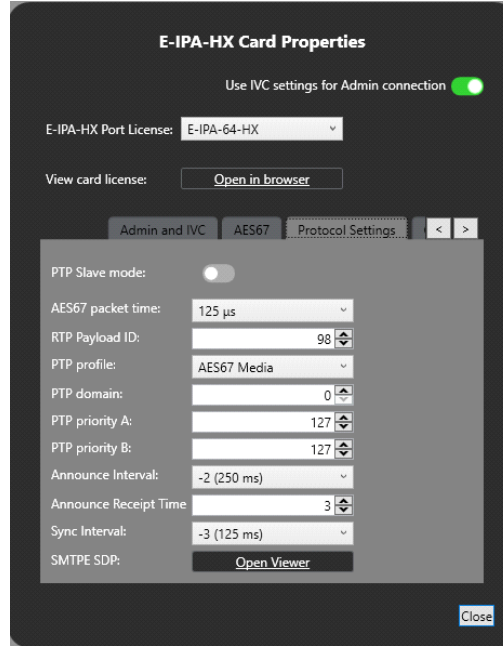 E-IPA-HX Card Properties
Use IVC settings for Admin connection
E-IPA-HX Port License: E-IPA-64-HX
View card license: Open in browser
Admin and IVC AES67 Protocol Settings < >
PTP Slave mode:
AES67 packet time: 125 µs
RTP Payload ID: 98
PTP profile: AES67 Media
PTP domain: 0
PTP priority A: 127
PTP priority B: 127
Announce Interval: -2 (250 ms)
Announce Receipt Time 3
Sync Interval: -3 (125 ms)
SMTPE SDP: Open Viewer
Close